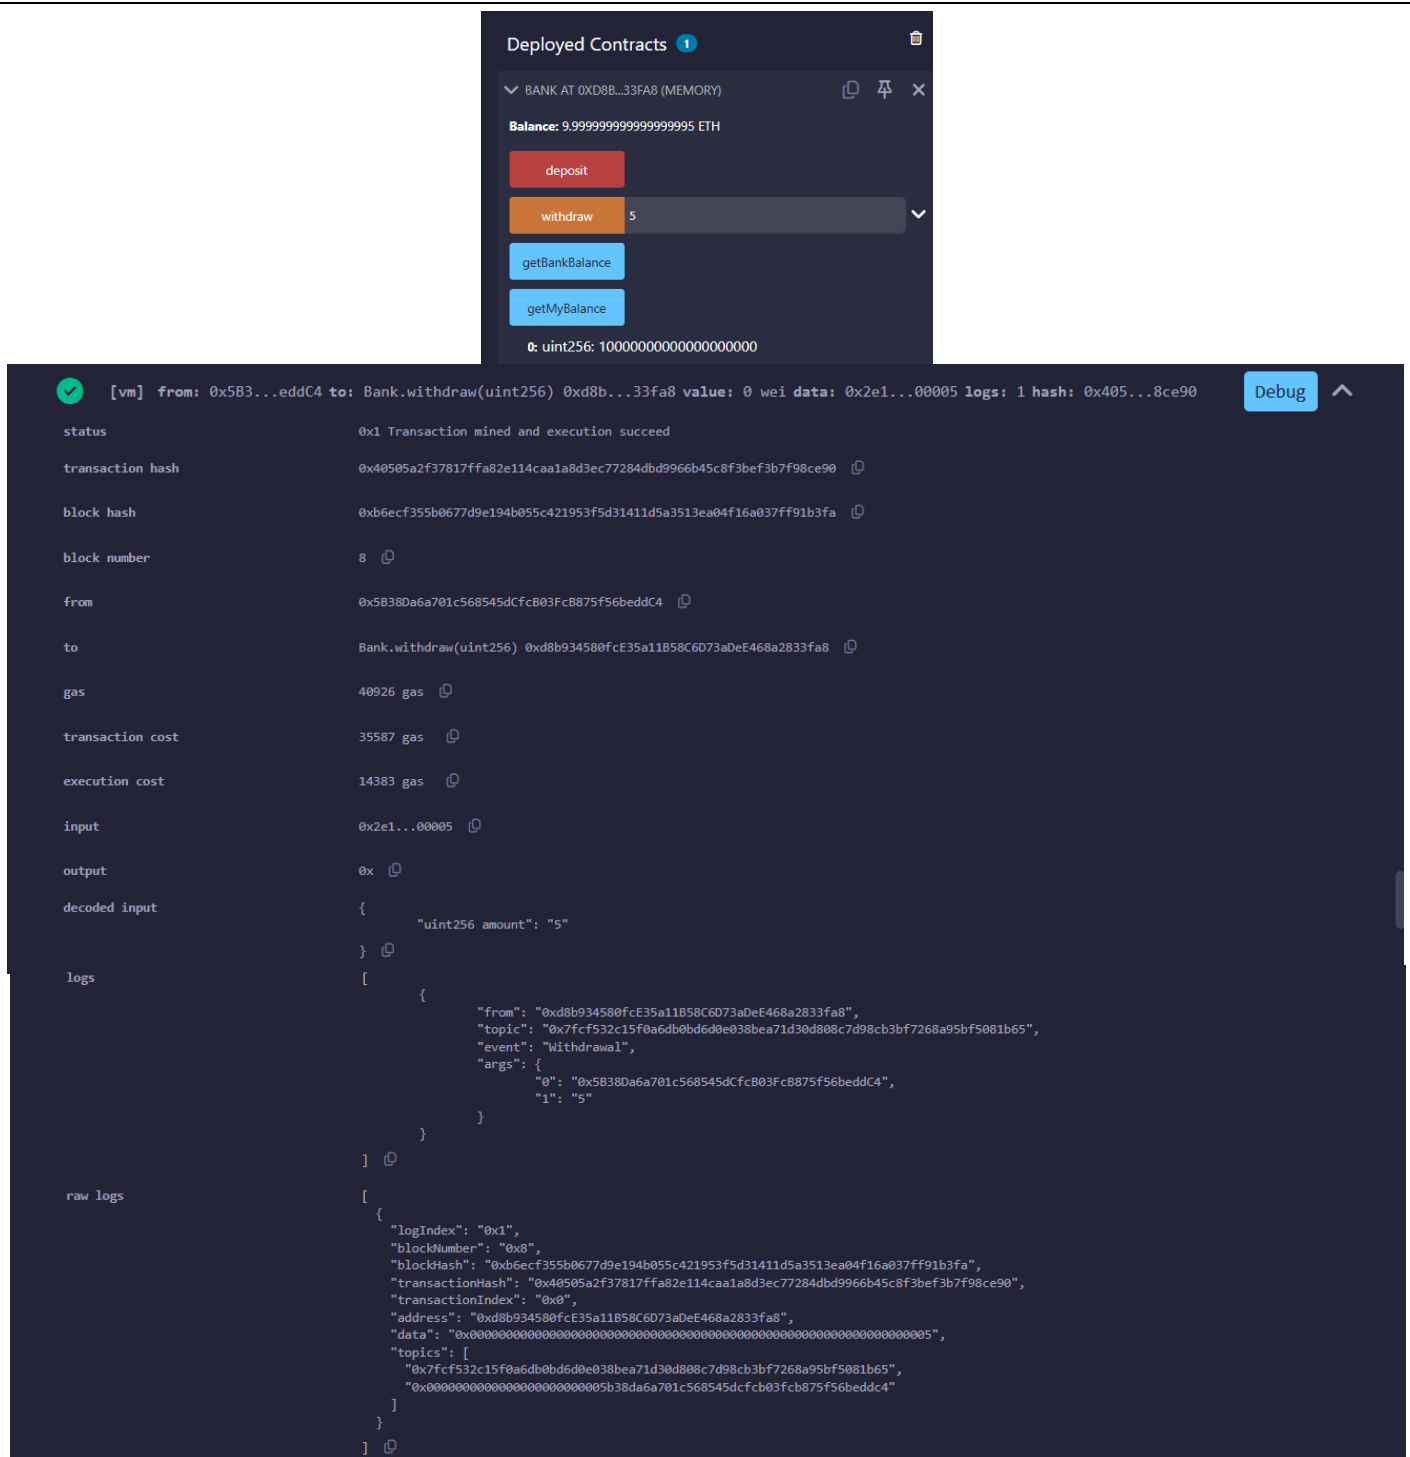 Deployed Contracts 1
BANK AT 0XD8B...33FA8 (MEMORY)
Balance: 9.999999999999999995 ETH
deposit
withdraw 5
getBankBalance
getMyBalance
0: uint256: 10000000000000000000
[vm] from: 0x5B3...eddC4 to: Bank.withdraw(uint256) 0xd8b...33fa8 value: 0 wei data: 0x2e1...00005 logs: 1 hash: 0x405...8ce90 Debug
status 0x1 Transaction mined and execution succeed
transaction hash 0x40505a2f37817ffa82e114caa1a8d3ec77284dbd9966b45c8f3bef3b7f98ce90
block hash 0xb6ecf355b0677d9e194b055c421953f5d31411d5a3513ea04f16a037ff91b3fa
block number 8
from 0x5B38Da6a701c568545dCfcB03FcB875f56beddC4
to Bank.withdraw(uint256) 0xd8b934580fcE35a11B58C6D73aDeE468a2833fa8
gas 40926 gas
transaction cost 35587 gas
execution cost 14383 gas
input 0x2e1...00005
output 0x
decoded input {
"uint256 amount": "5"
}
logs [
{
"from": "0xd8b934580fcE35a11B58C6D73aDeE468a2833fa8",
"topic": "0x7fcf532c15f0a6db0bd6d0e038bea71d30d808c7d98cb3bf7268a95bf5081b65",
"event": "Withdrawal",
"args": {
"0": "0x5B38Da6a701c568545dCfcB03FcB875f56beddC4",
"1": "5"
}
}
]
raw logs [
{
"logIndex": "0x1",
"blockNumber": "0x8",
"blockHash": "0xb6ecf355b0677d9e194b055c421953f5d31411d5a3513ea04f16a037ff91b3fa",
"transactionHash": "0x40505a2f37817ffa82e114caa1a8d3ec77284dbd9966b45c8f3bef3b7f98ce90",
"transactionIndex": "0x0",
"address": "0xd8b934580fcE35a11B58C6D73aDeE468a2833fa8",
"data": "0x0000000000000000000000000000000000000000000000000000000000000005",
"topics": [
"0x7fcf532c15f0a6db0bd6d0e038bea71d30d808c7d98cb3bf7268a95bf5081b65",
"0x0000000000000000000000005b38da6a701c568545dcfcb03fcb875f56beddc4"
]
}
]